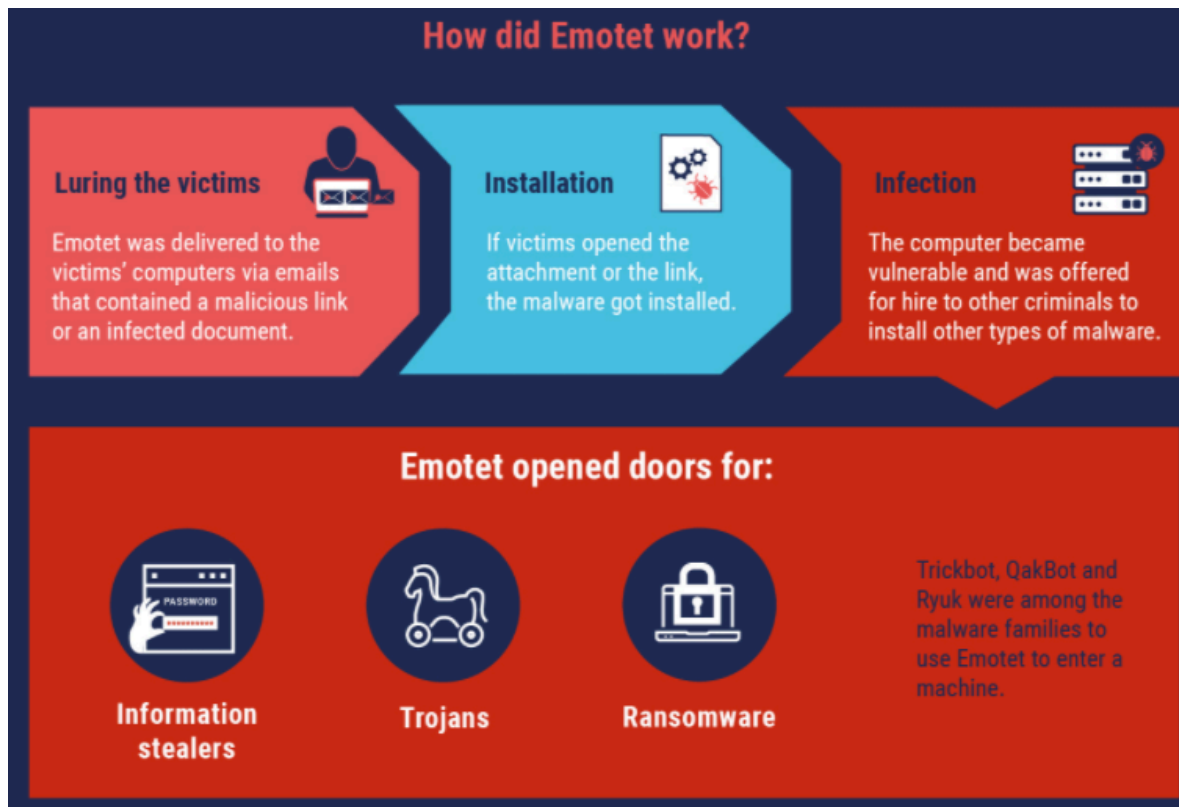 How did Emotet work?
Luring the victims
Emotet was delivered to the
victims' computers via emails
that contained a malicious link
or an infected document.
Installation
If victims opened the
attachment or the link,
the malware got installed.
Infection
The computer became
vulnerable and was offered
for hire to other criminals to
install other types of malware.
Emotet opened doors for:
PASSWORD
Information
stealers
Trojans
Ransomware
Trickbot, QakBot and
Ryuk were among the
malware families to
use Emotet to enter a
machine.